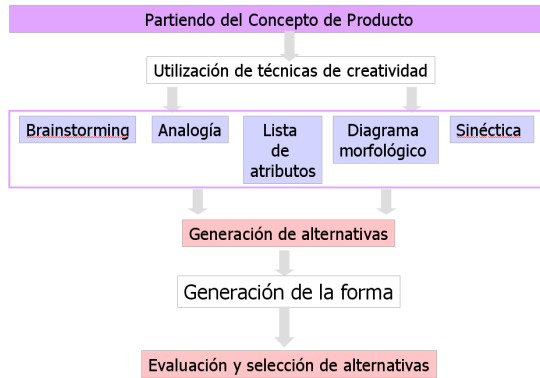 Partiendo del Concepto de Producto
Utilización de técnicas de creatividad
Brainstorming
Analogía
Lista
de
atributos
Diagrama
morfológico
Sinéctica
Generación de alternativas
Generación de la forma
Evaluación y selección de alternativas